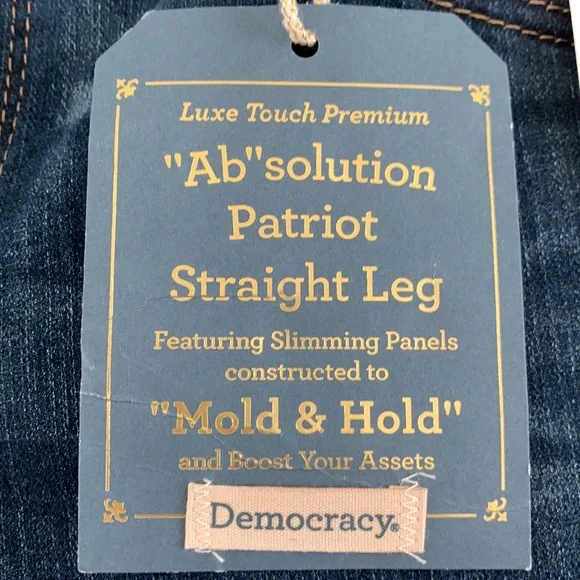 Luxe Touch Premium
"Ab"solution
Patriot
Straight Leg
Featuring Slimming Panels
constructed to
"Mold & Hold"
and Boost Your Assets
Democracy®